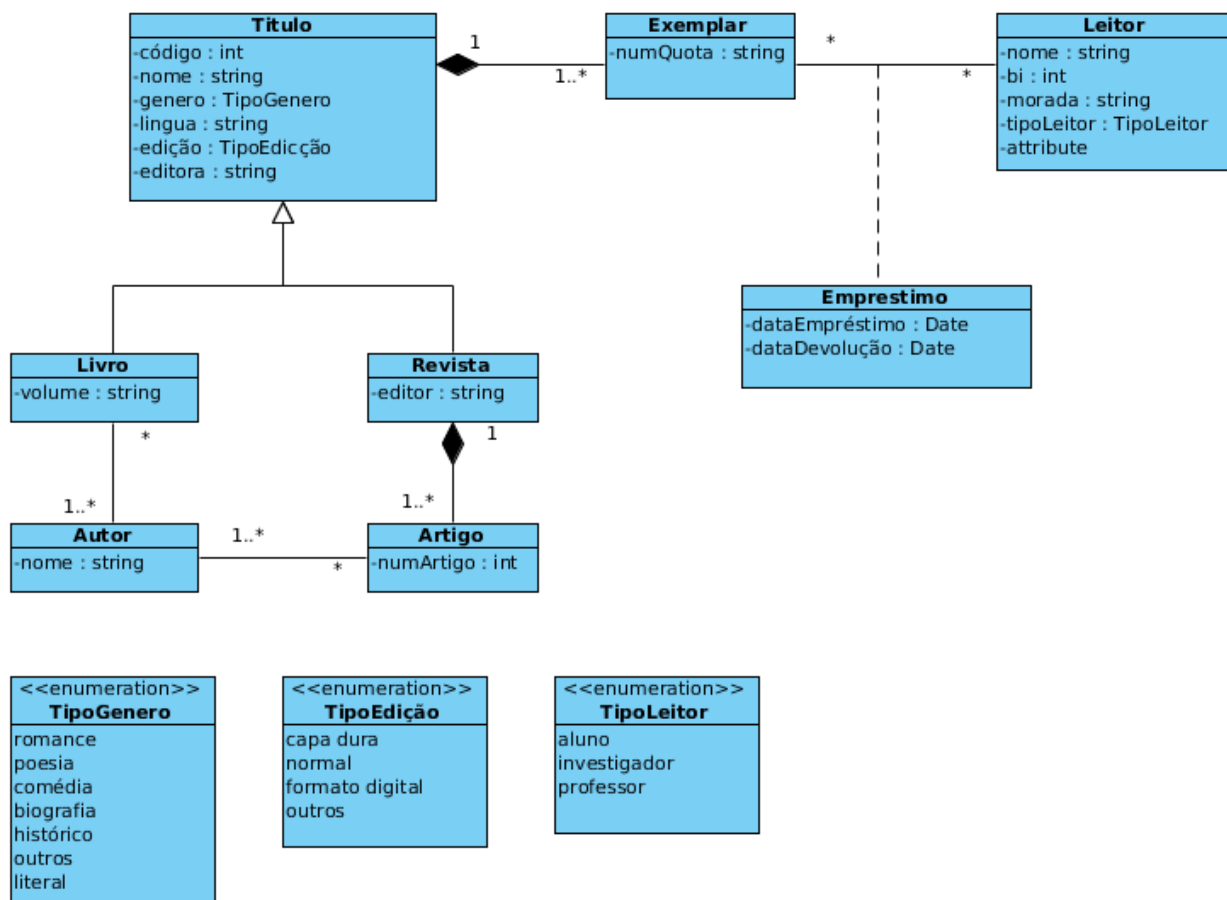 Titulo
-código : int
-nome : string
-genero : TipoGenero
-lingua : string
-edição : TipoEdicção
-editora : string
1
1..*
Exemplar
-numQuota : string
*
*
Leitor
-nome : string
-bi : int
-morada : string
-tipoLeitor : TipoLeitor
-attribute
Emprestimo
-dataEmpréstimo : Date
-dataDevolução : Date
Livro
-volume : string
Revista
-editor : string
*
1..*
1
1..*
Autor
-nome : string
1..*
*
Artigo
-numArtigo : int
<<enumeration>>
TipoGenero
romance
poesia
comédia
biografia
histórico
outros
literal
<<enumeration>>
TipoEdição
capa dura
normal
formato digital
outros
<<enumeration>>
TipoLeitor
aluno
investigador
professor